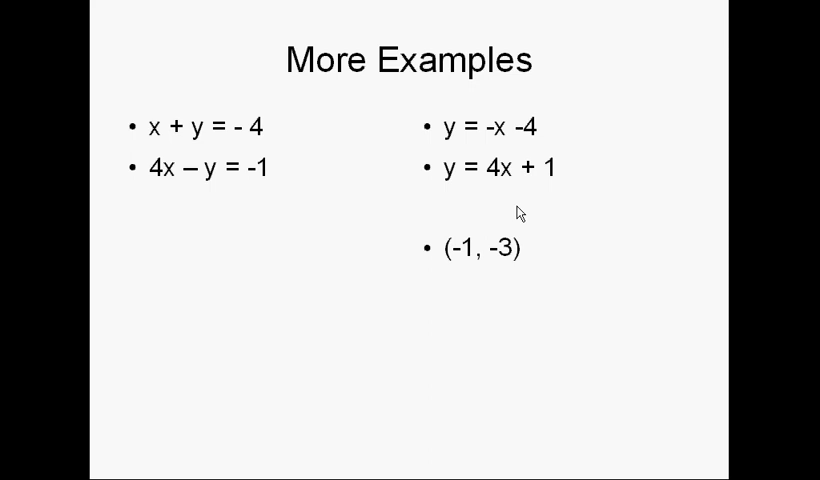 More Examples
• x + y = - 4
• 4x – y = -1
• y = -x -4
• y = 4x + 1
• (-1, -3)